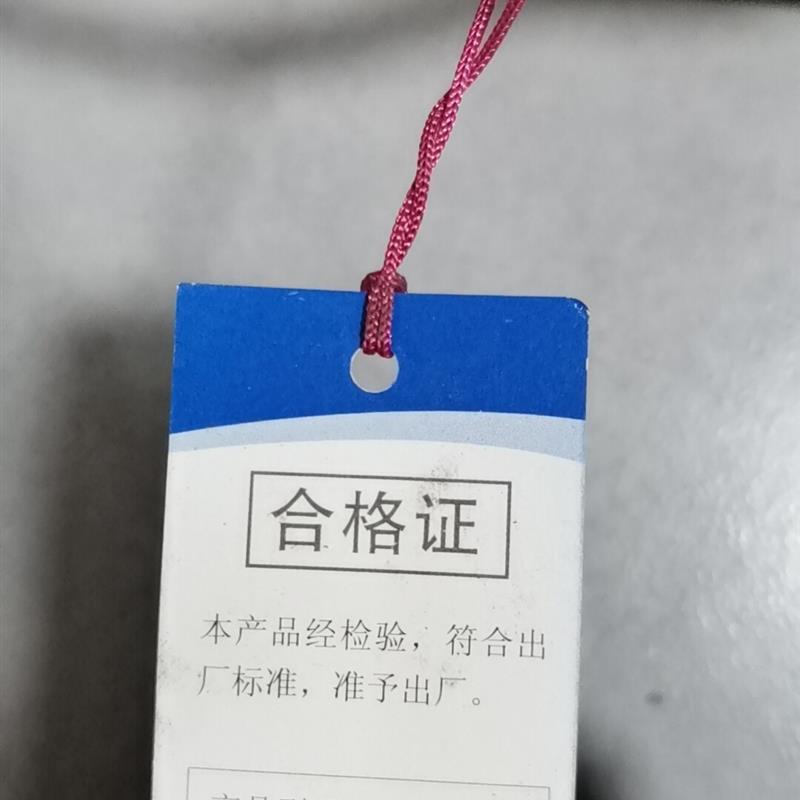 合格证
本产品经检验，符合出
厂标准，准予出厂。